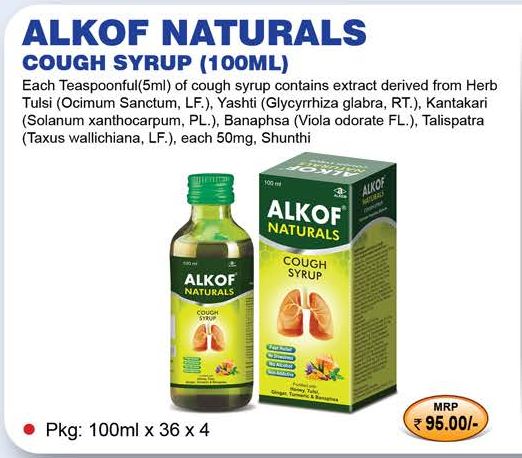 ALKOF NATURALS
COUGH SYRUP (100ML)
Each Teaspoonful(5ml) of cough syrup contains extract derived from Herb
Tulsi (Ocimum Sanctum, LF.), Yashti (Glycyrrhiza glabra, RT.), Kantakari
(Solanum xanthocarpum, PL.), Banaphsa (Viola odorate FL.), Talispatra
(Taxus wallichiana, LF.), each 50mg, Shunthi
100 ml
ALKOF®
NATURALS
COUGH
SYRUP
100 ml
ALKEM
ALKOF®
NATURALS
COUGH
SYRUP
Fast Relief
No Drowsiness
No Alcohol
Non Addictive
Fortified with
Honey, Tulsi,
Ginger, Turmeric & Banaphsa
ALKOF
NATURALS
• Pkg: 100ml x 36 x 4
MRP
₹ 95.00/-